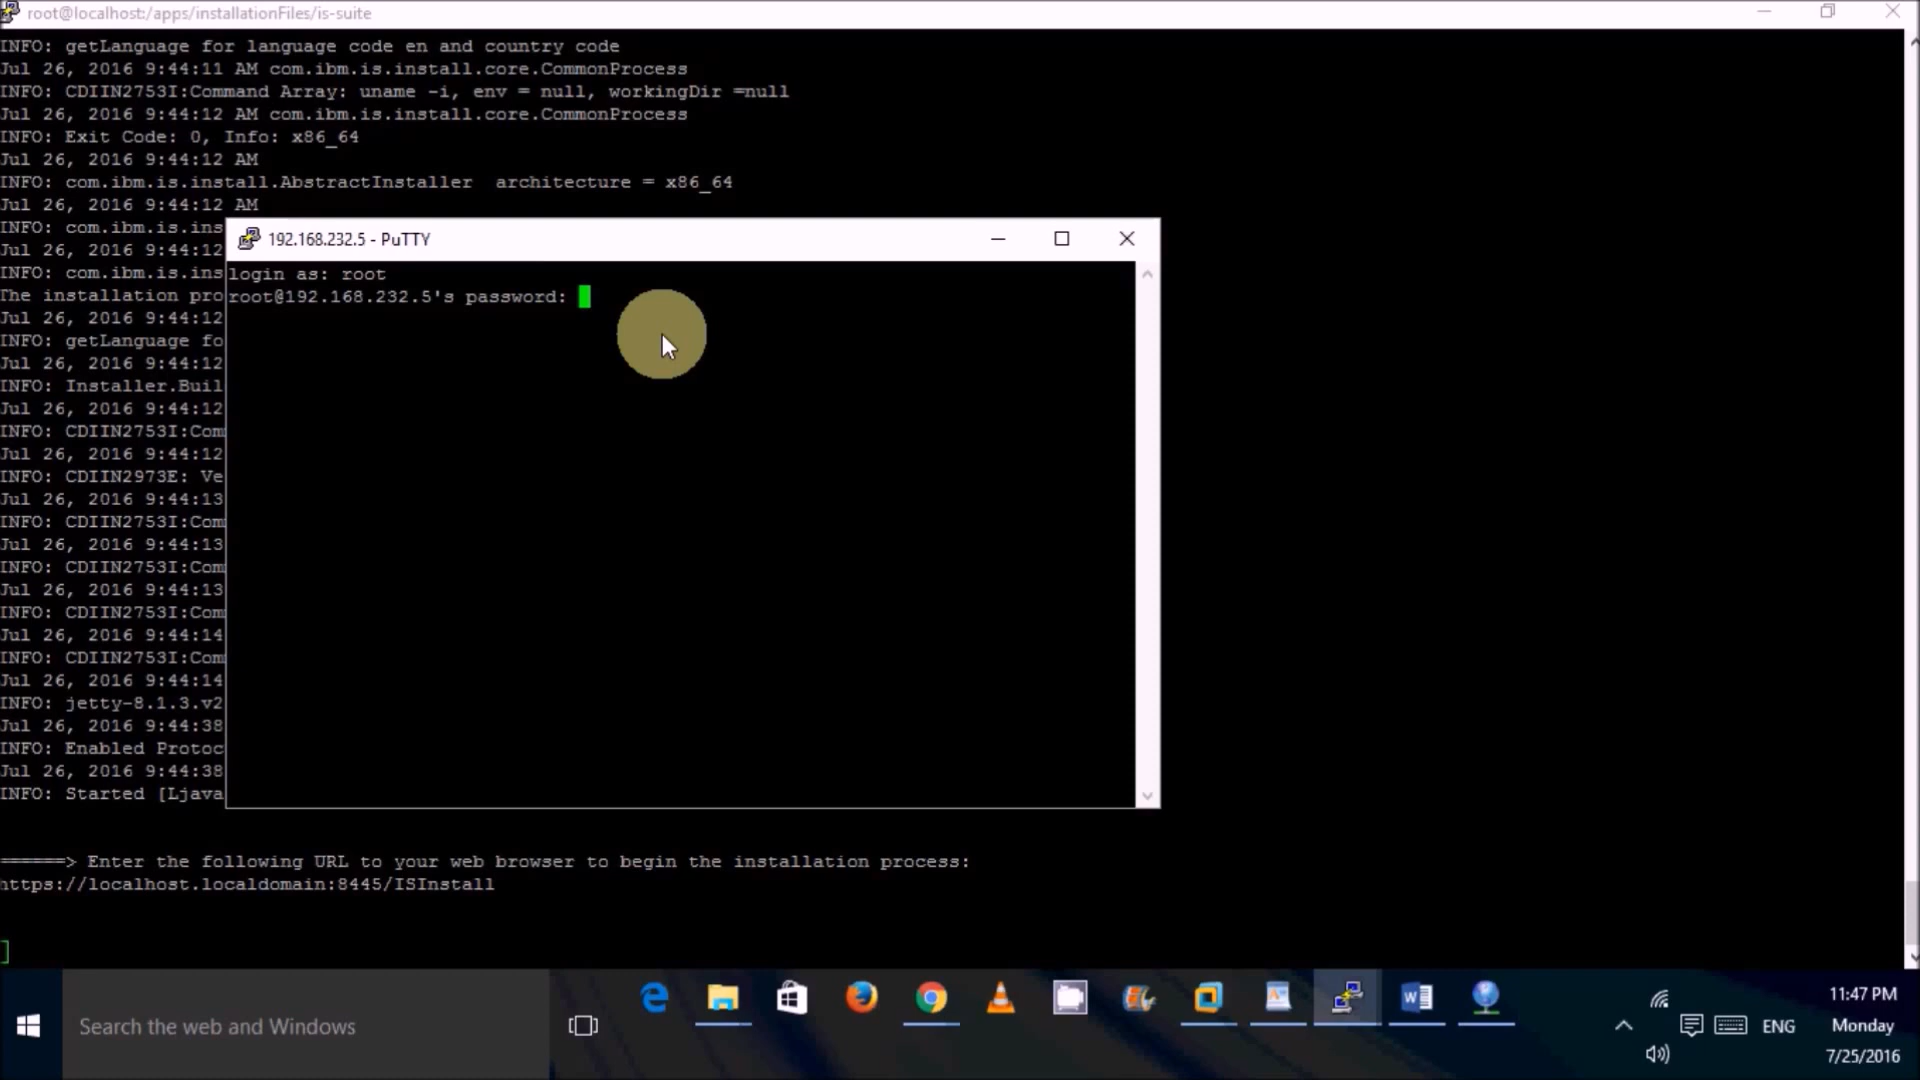 root@localhost:/apps/installationFiles/is-suite
INFO: getLanguage for language code en and country code
Jul 26, 2016 9:44:11 AM com.ibm.is.install.core.CommonProcess
INFO: CDIIN2753I:Command Array: uname -i, env = null, workingDir =null
Jul 26, 2016 9:44:12 AM com.ibm.is.install.core.CommonProcess
INFO: Exit Code: 0, Info: x86_64
Jul 26, 2016 9:44:12 AM
INFO: com.ibm.is.install.AbstractInstaller  architecture = x86_64
Jul 26, 2016 9:44:12 AM
INFO: com.ibm.is.ins
Jul 26, 2016 9:44:12
INFO: com.ibm.is.ins
The installation pro
Jul 26, 2016 9:44:12
INFO: getLanguage fo
Jul 26, 2016 9:44:12
INFO: Installer.Buil
Jul 26, 2016 9:44:12
INFO: CDIIN2753I:Com
Jul 26, 2016 9:44:12
INFO: CDIIN2973E: Ve
Jul 26, 2016 9:44:13
INFO: CDIIN2753I:Com
Jul 26, 2016 9:44:13
INFO: CDIIN2753I:Com
Jul 26, 2016 9:44:13
INFO: CDIIN2753I:Com
Jul 26, 2016 9:44:14
INFO: CDIIN2753I:Com
Jul 26, 2016 9:44:14
INFO: jetty-8.1.3.v2
Jul 26, 2016 9:44:38
INFO: Enabled Protoc
Jul 26, 2016 9:44:38
INFO: Started [Ljava
192.168.232.5 - PuTTY
login as: root
root@192.168.232.5's password:
======> Enter the following URL to your web browser to begin the installation process:
https://localhost.localdomain:8445/ISInstall
Search the web and Windows
ENG
11:47 PM
Monday
7/25/2016